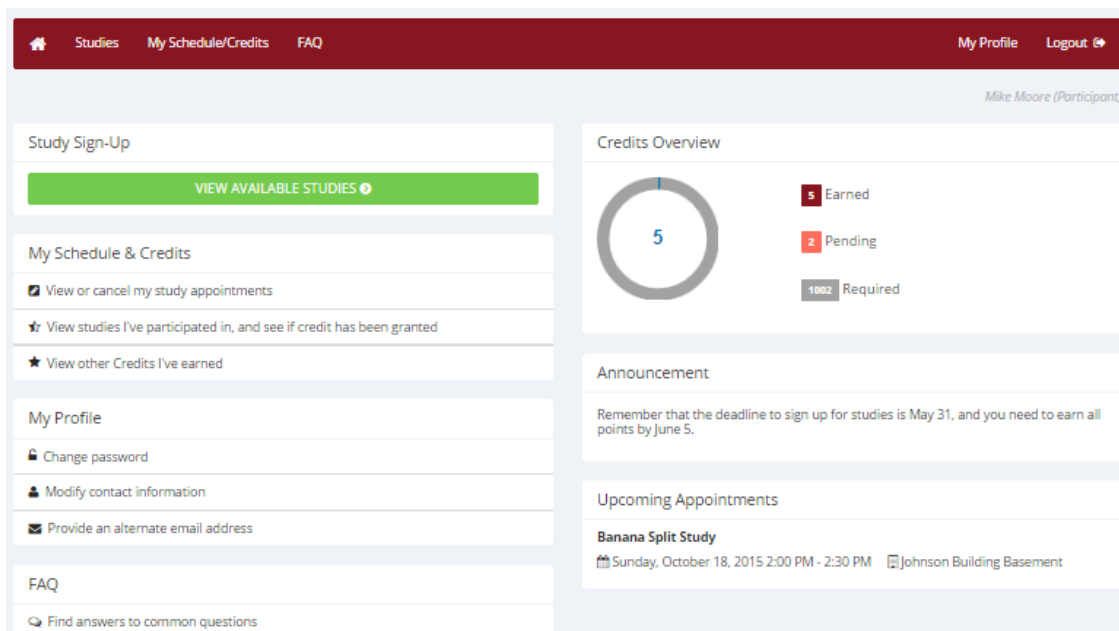 Studies My Schedule/Credits FAQ My Profile Logout
Mike Moore (Participant
Study Sign-Up
VIEW AVAILABLE STUDIES
My Schedule & Credits
View or cancel my study appointments
View studies I've participated in, and see if credit has been granted
View other Credits I've earned
My Profile
Change password
Modify contact information
Provide an alternate email address
FAQ
Find answers to common questions
Credits Overview
5
5 Earned
2 Pending
1002 Required
Announcement
Remember that the deadline to sign up for studies is May 31, and you need to earn all
points by June 5.
Upcoming Appointments
Banana Split Study
Sunday, October 18, 2015 2:00 PM - 2:30 PM Johnson Building Basement